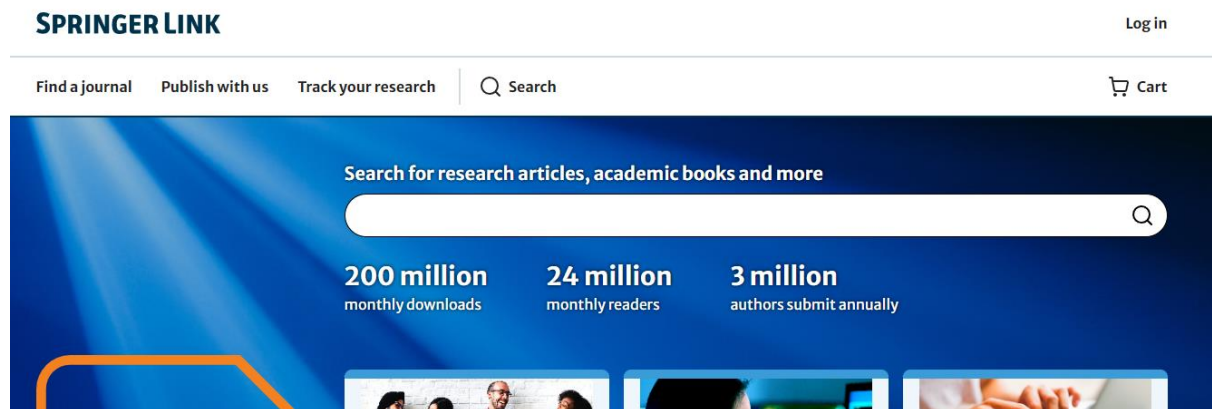 SPRINGER LINK
Log in
Find a journal Publish with us Track your research Search Cart
Search for research articles, academic books and more
200 million 24 million 3 million
monthly downloads monthly readers authors submit annually